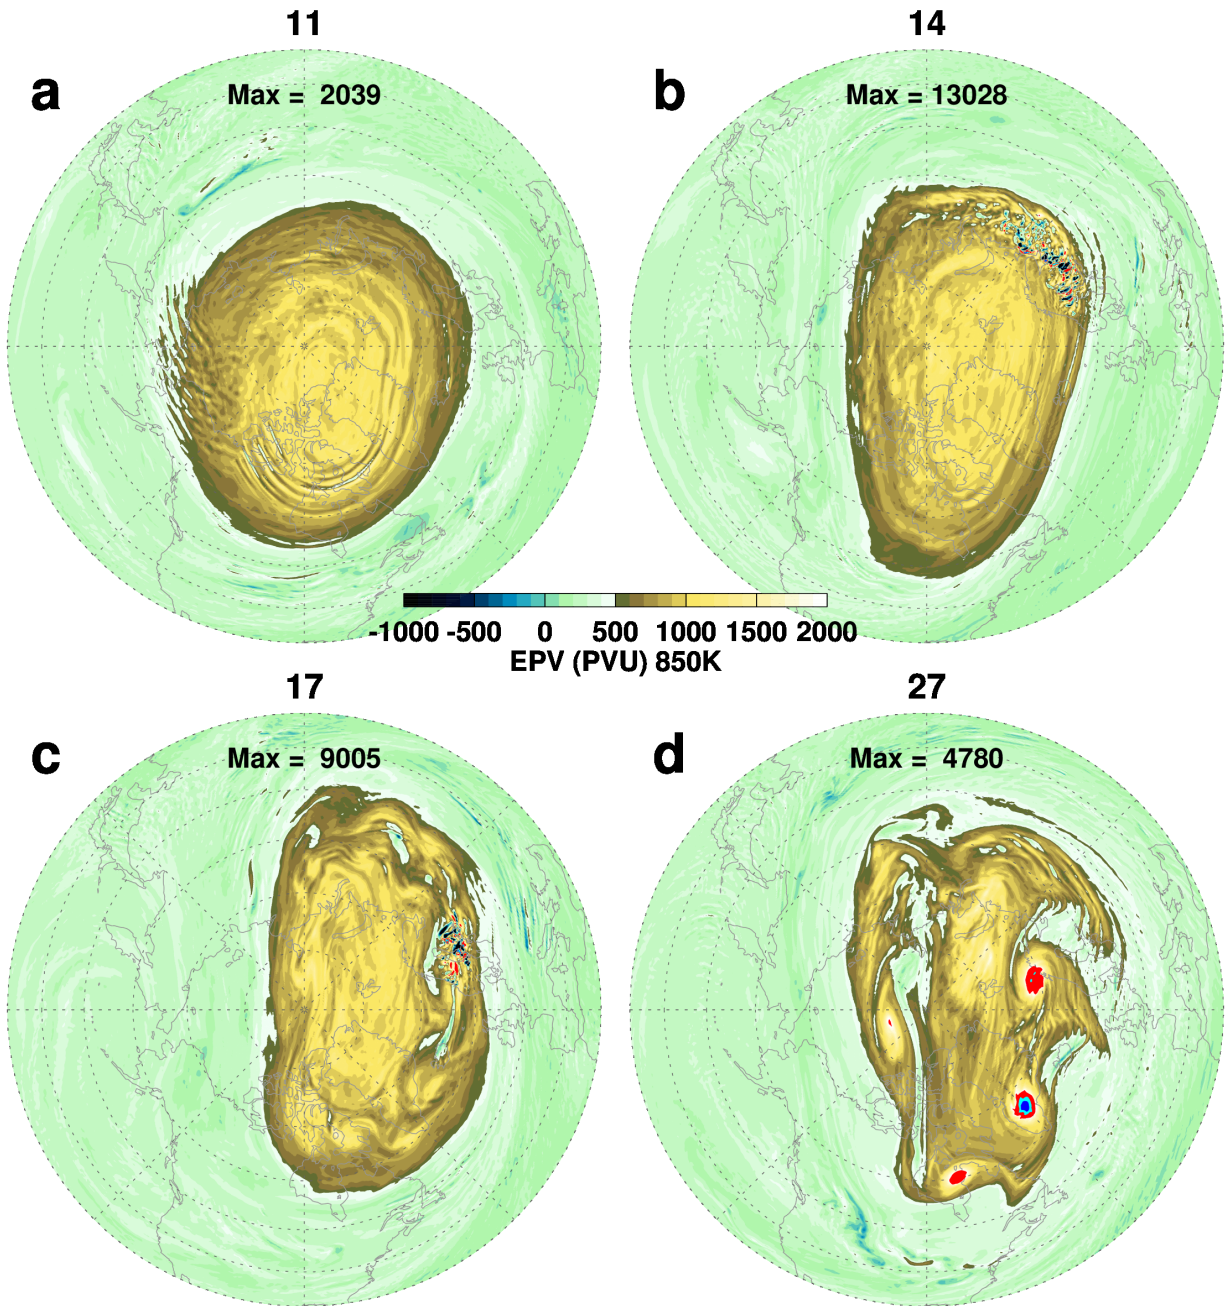 11
14
a
Max = 2039
b
Max = 13028
-1000 -500 0 500 1000 1500 2000
EPV (PVU) 850K
17
27
c
Max = 9005
d
Max = 4780